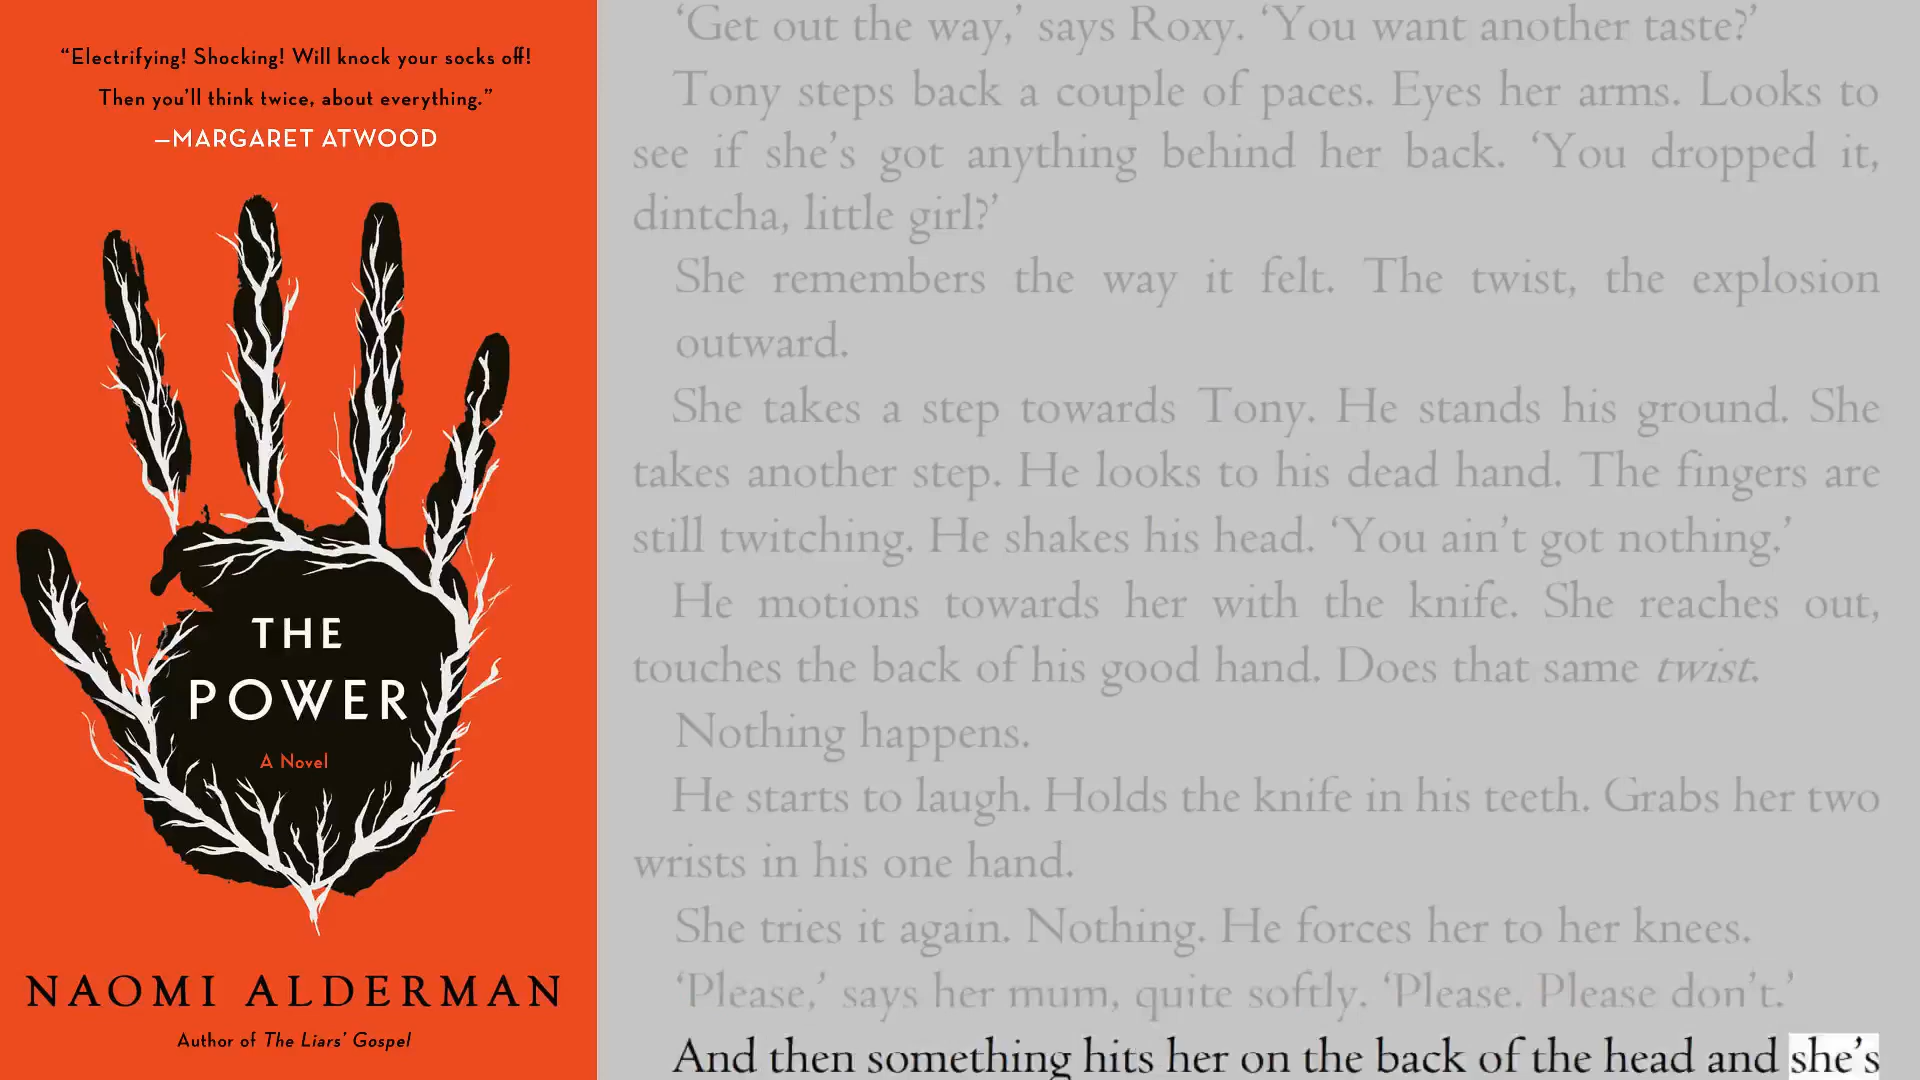 “Electrifying! Shocking! Will knock your socks off!
Then you’ll think twice, about everything.”
—MARGARET ATWOOD
THE
POWER
A Novel
NAOMI ALDERMAN
Author of The Liars’ Gospel
‘Get out the way,’ says Roxy. ‘You want another taste?’
Tony steps back a couple of paces. Eyes her arms. Looks to
see if she’s got anything behind her back. ‘You dropped it,
dintcha, little girl?’
She remembers the way it felt. The twist, the explosion
outward.
She takes a step towards Tony. He stands his ground. She
takes another step. He looks to his dead hand. The fingers are
still twitching. He shakes his head. ‘You ain’t got nothing.’
He motions towards her with the knife. She reaches out,
touches the back of his good hand. Does that same twist.
Nothing happens.
He starts to laugh. Holds the knife in his teeth. Grabs her two
wrists in his one hand.
She tries it again. Nothing. He forces her to her knees.
‘Please,’ says her mum, quite softly. ‘Please. Please don’t.’
And then something hits her on the back of the head and she’s